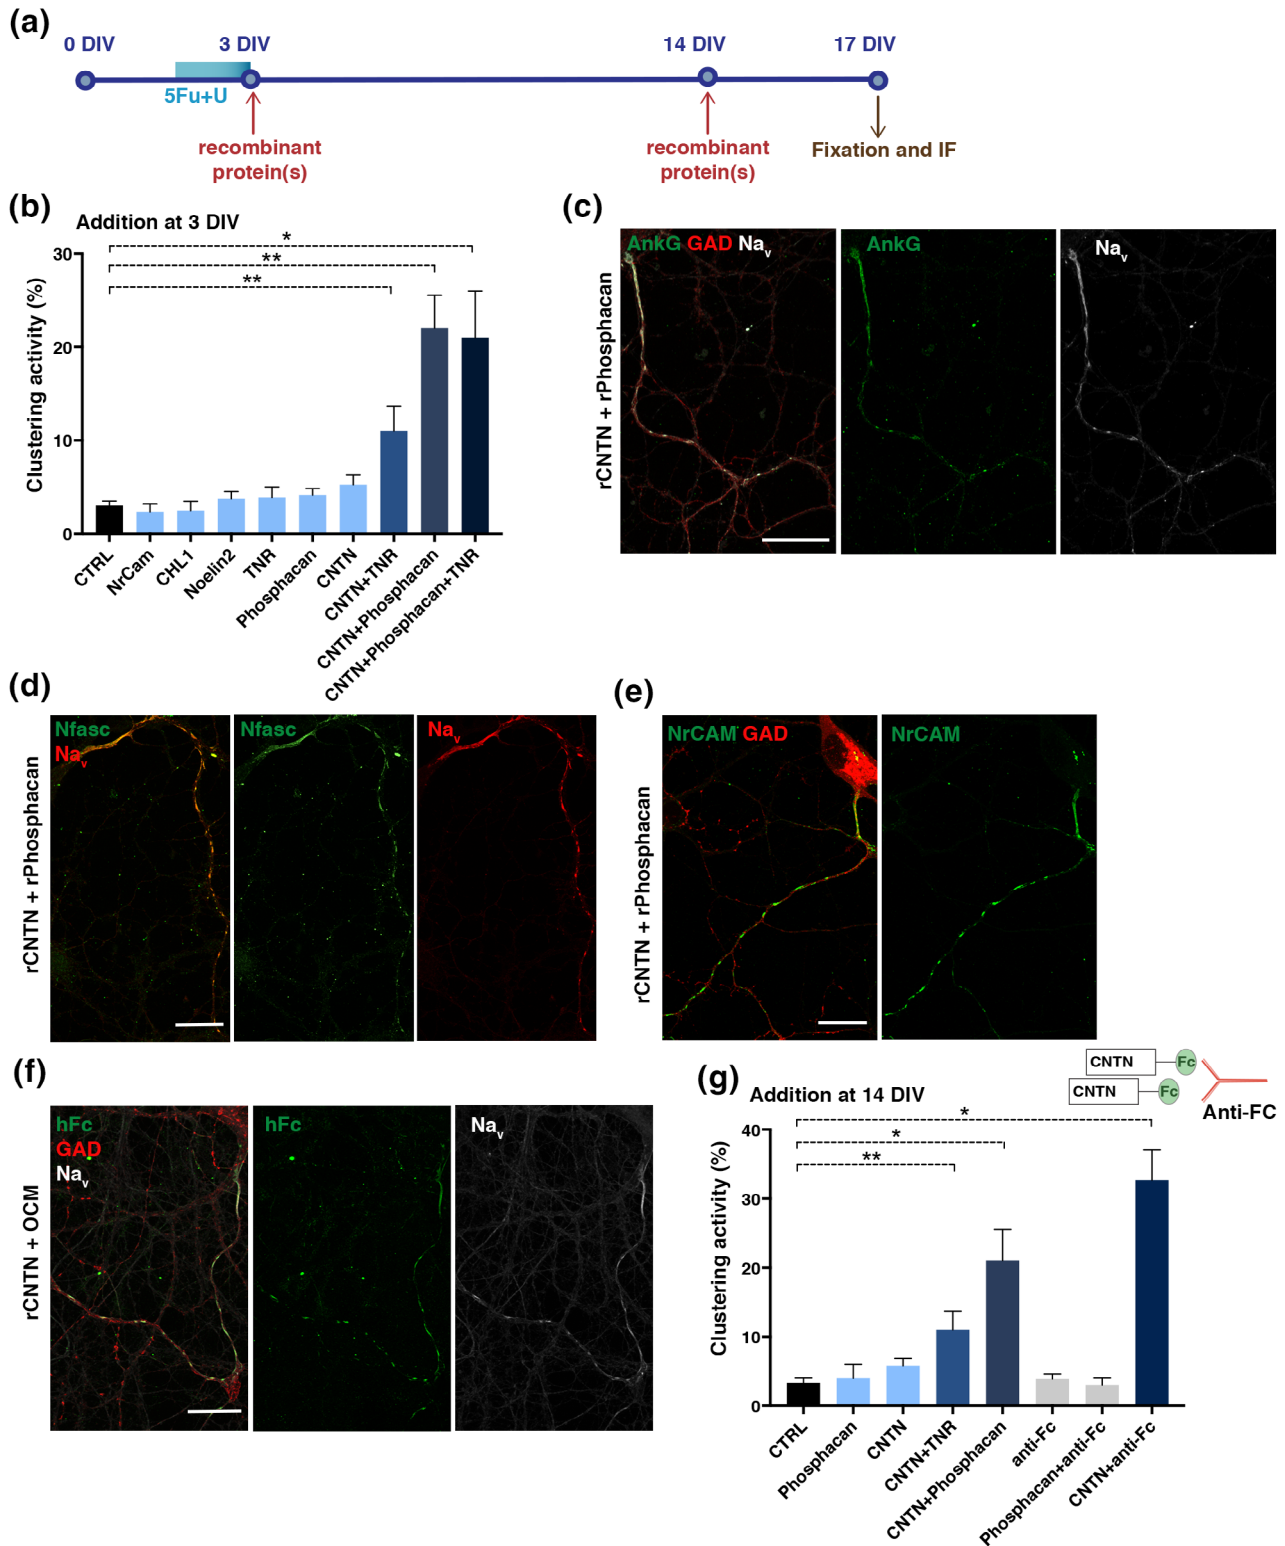 (a)
0 DIV
3 DIV
14 DIV
17 DIV
5Fu+U
recombinant
protein(s)
recombinant
protein(s)
Fixation and IF
(b)
Addition at 3 DIV
*
**
**
Clustering activity (%)
30
20
10
0
CTRL
NrCam
CHL1
Noelin2
TNR
Phosphacan
CNTN
CNTN+TNR
CNTN+Phosphacan
CNTN+Phosphacan+TNR
(c)
rCNTN + rPhosphacan
AnkG GAD Nav
AnkG
Nav
(d)
rCNTN + rPhosphacan
Nfasc
Nav
Nfasc
Nav
(e)
rCNTN + rPhosphacan
NrCAM GAD
NrCAM
(f)
rCNTN + OCM
hFc
GAD
Nav
hFc
Nav
(g)
CNTN
Fc
CNTN
Fc
Anti-FC
Addition at 14 DIV
*
*
**
Clustering activity (%)
40
30
20
10
0
CTRL
Phosphacan
CNTN
CNTN+TNR
CNTN+Phosphacan
anti-Fc
Phosphacan+anti-Fc
CNTN+anti-Fc